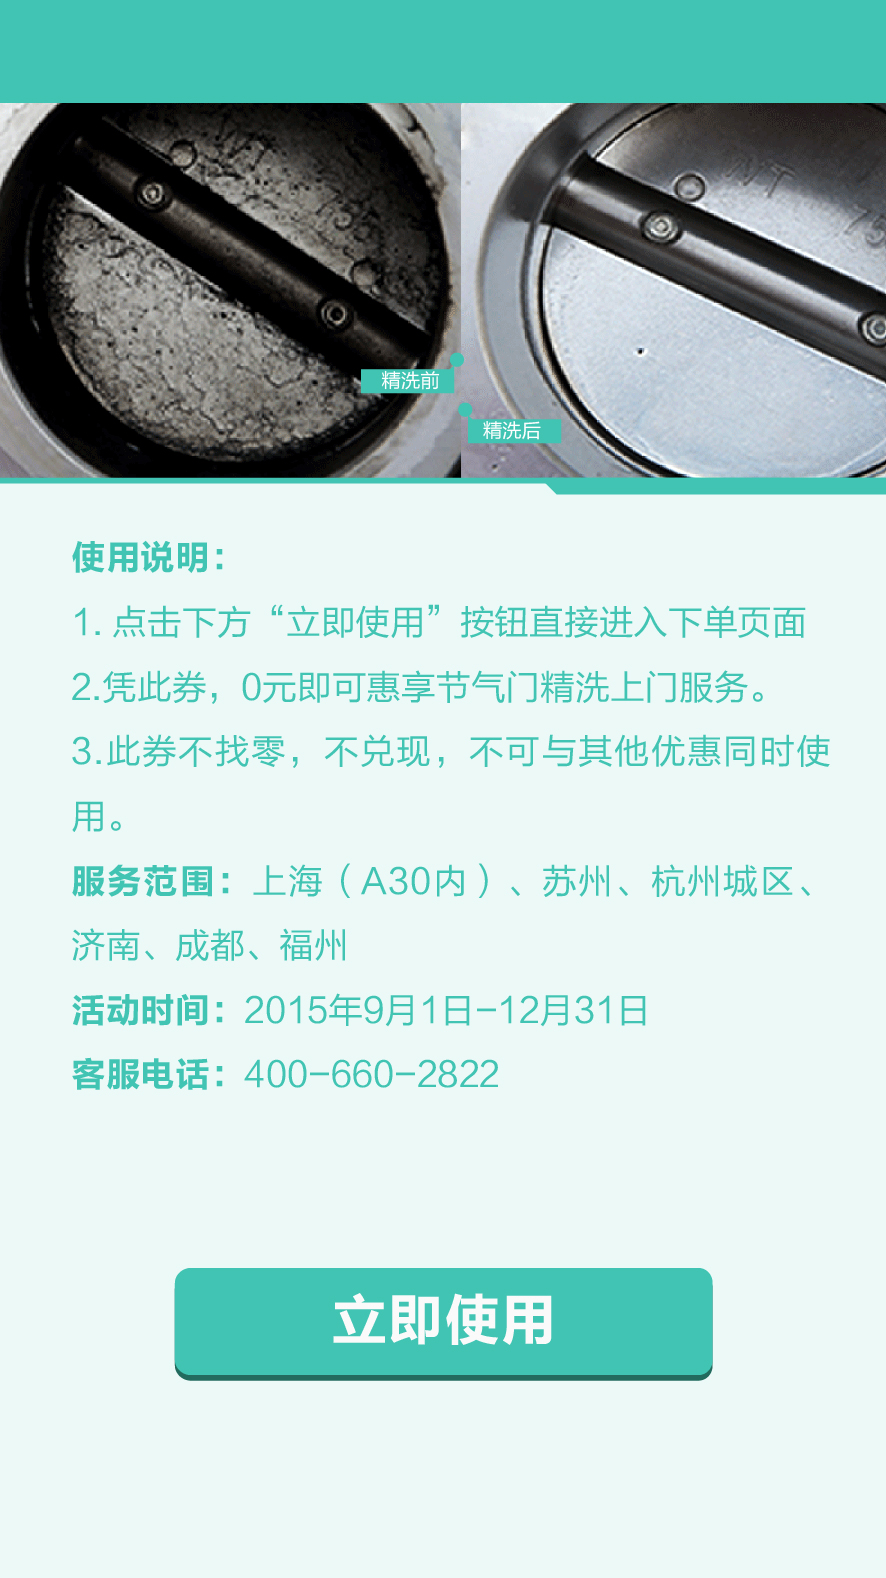 精洗前
精洗后
使用说明：
1. 点击下方“立即使用”按钮直接进入下单页面
2.凭此券，0元即可惠享节气门精洗上门服务。
3.此券不找零，不兑现，不可与其他优惠同时使
用。
服务范围：上海（A30内）、苏州、杭州城区、
济南、成都、福州
活动时间：2015年9月1日-12月31日
客服电话：400-660-2822
立即使用